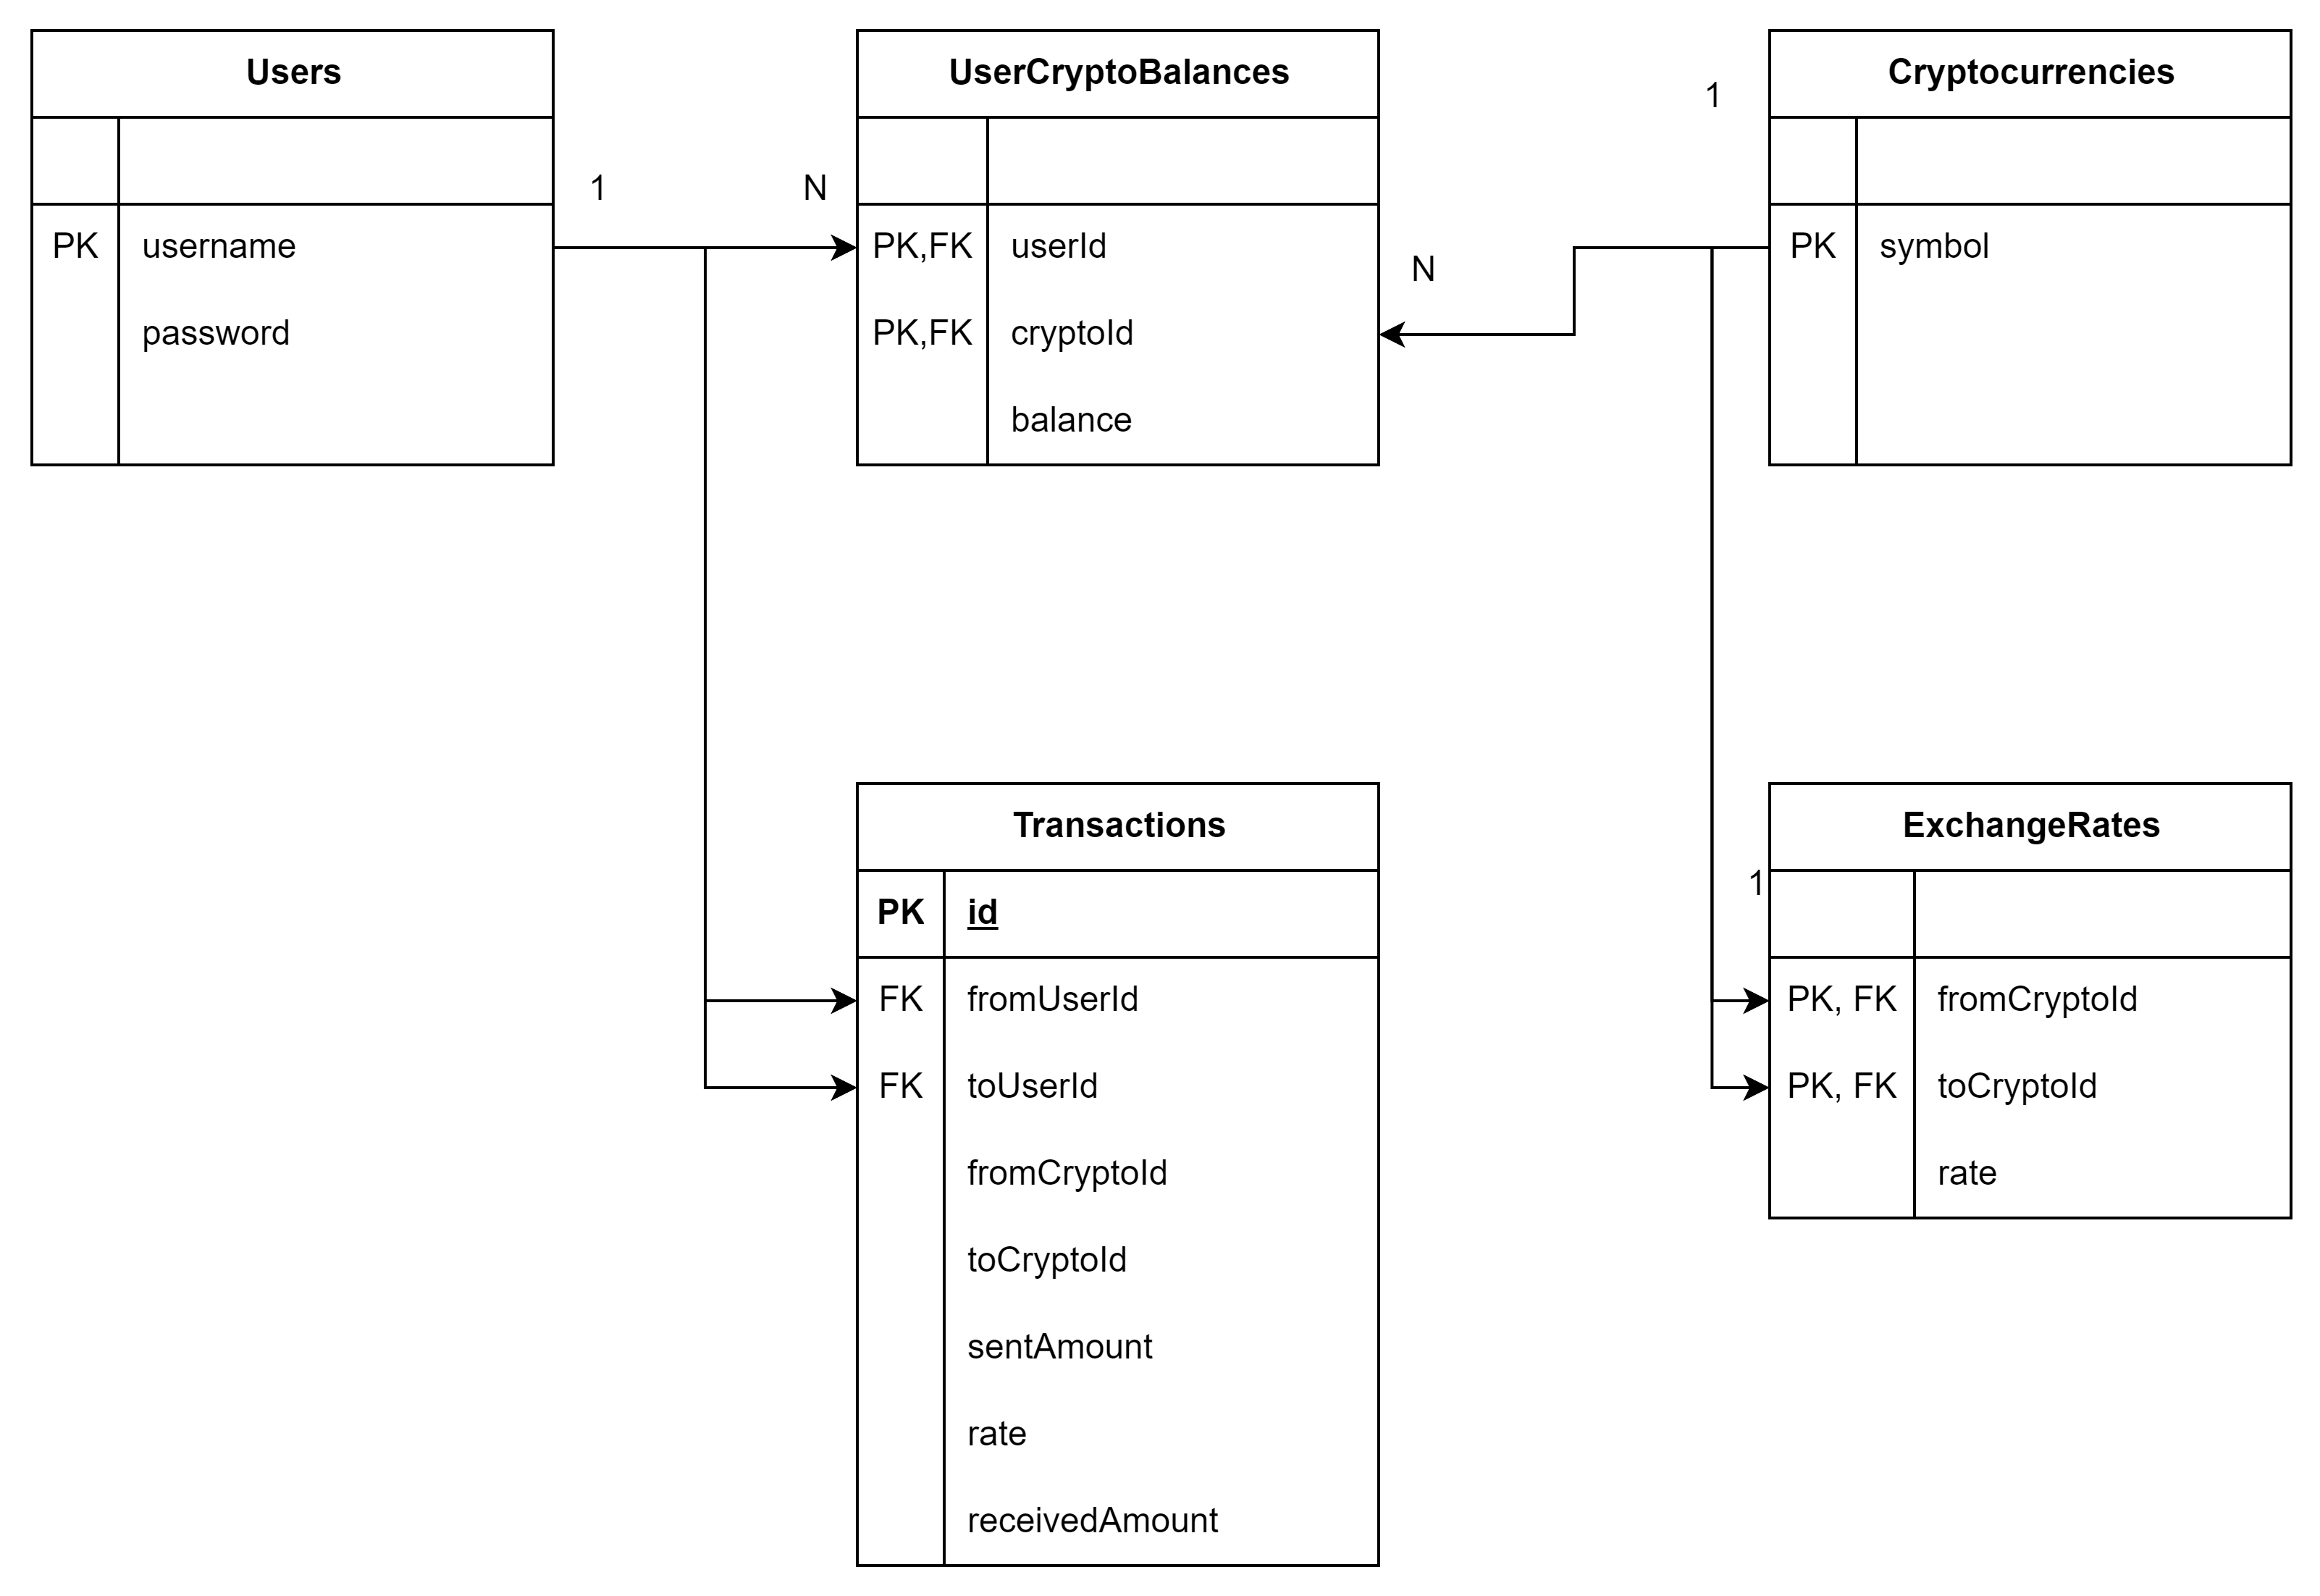 Users
PK username
password
1
N
UserCryptoBalances
PK,FK userId
PK,FK cryptoId
balance
N
1
Cryptocurrencies
PK symbol
Transactions
PK id
FK fromUserId
FK toUserId
fromCryptoId
toCryptoId
sentAmount
rate
receivedAmount
1
ExchangeRates
PK, FK fromCryptoId
PK, FK toCryptoId
rate